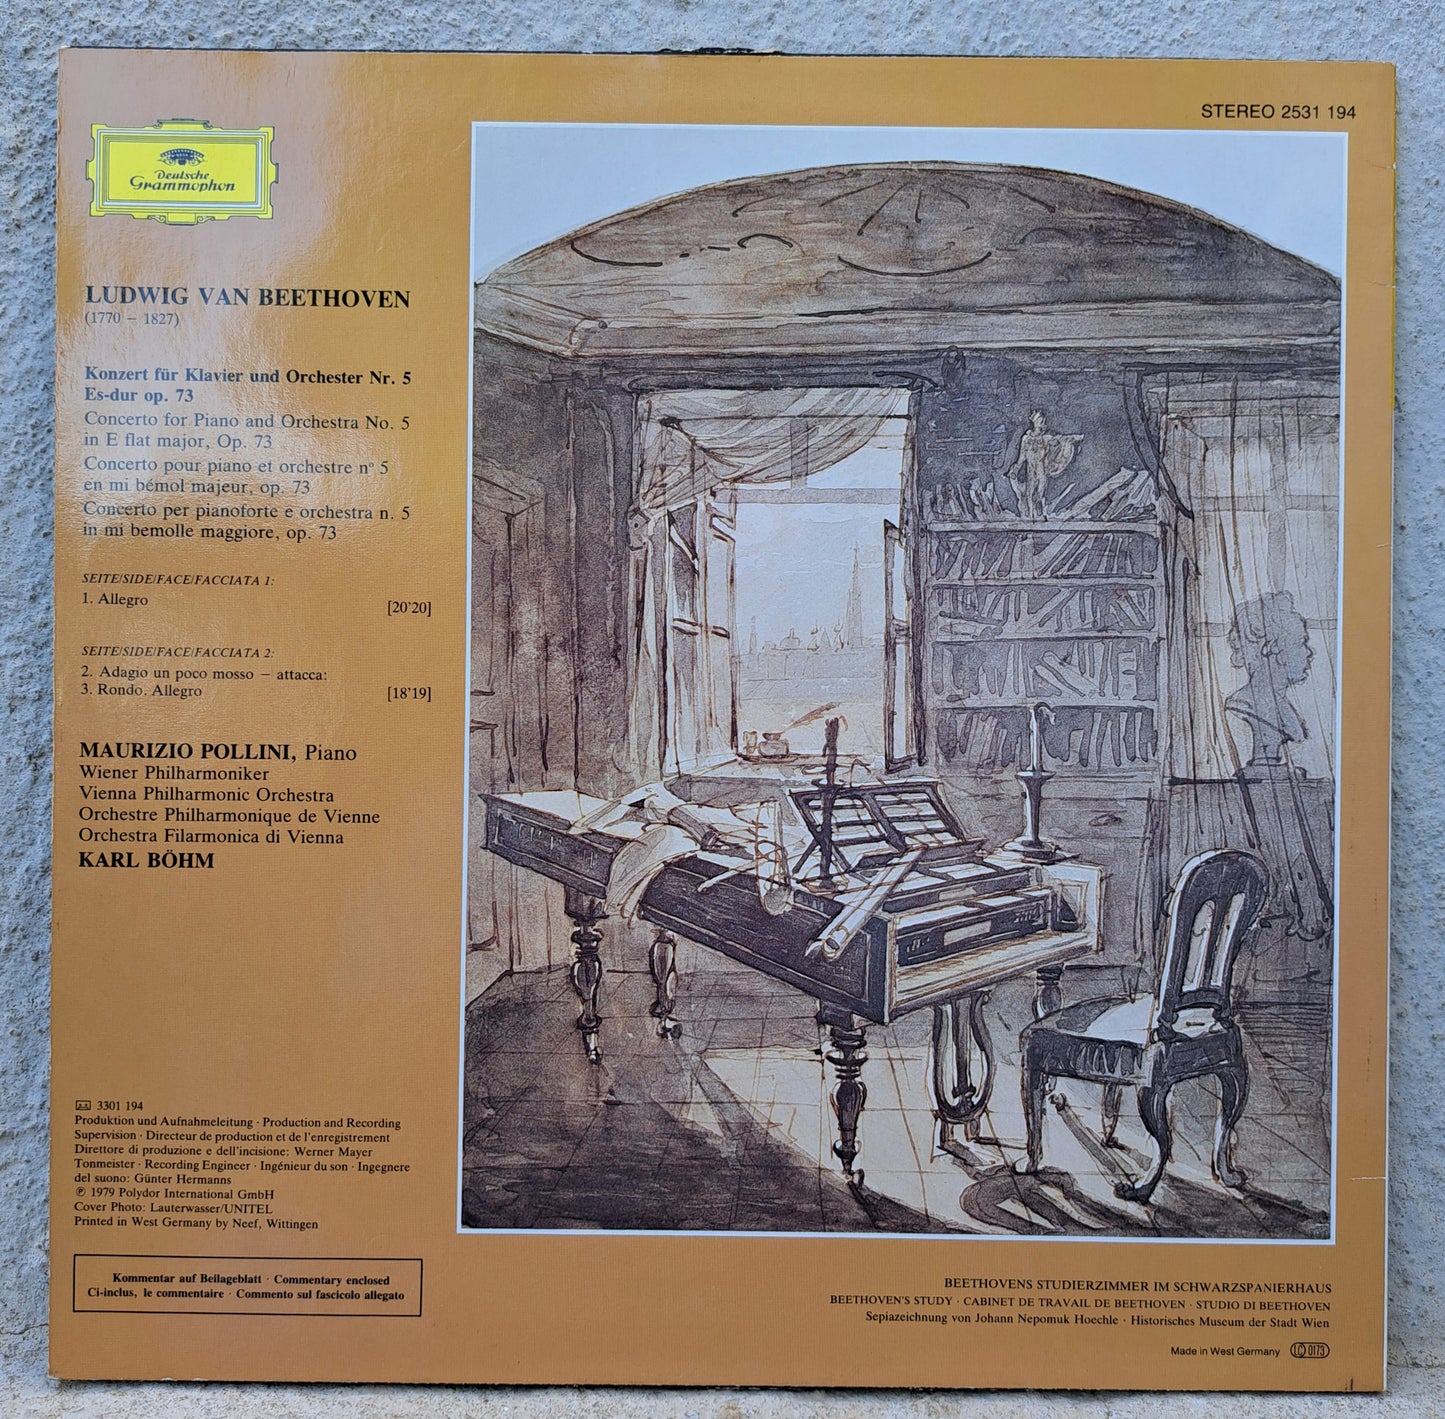 STEREO 2531 194
Deutsche
Grammophon
LUDWIG VAN BEETHOVEN
(1770 – 1827)
Konzert für Klavier und Orchester Nr. 5
Es-dur op. 73
Concerto for Piano and Orchestra No. 5
in E flat major, Op. 73
Concerto pour piano et orchestre n° 5
en mi bémol majeur, op. 73
Concerto per pianoforte e orchestra n. 5
in mi bemolle maggiore, op. 73
SEITE/SIDE/FACE/FACCIATA 1:
1. Allegro [20'20]
SEITE/SIDE/FACE/FACCIATA 2:
2. Adagio un poco mosso – attacca:
3. Rondo. Allegro [18'19]
MAURIZIO POLLINI, Piano
Wiener Philharmoniker
Vienna Philharmonic Orchestra
Orchestre Philharmonique de Vienne
Orchestra Filarmonica di Vienna
KARL BÖHM
3301 194
Produktion und Aufnahmeleitung · Production and Recording
Supervision · Directeur de production et de l'enregistrement
Direttore di produzione e dell'incisione: Werner Mayer
Tonmeister · Recording Engineer · Ingénieur du son · Ingegnere
del suono: Günter Hermanns
℗ 1979 Polydor International GmbH
Cover Photo: Lauterwasser/UNITEL
Printed in West Germany by Neef, Wittingen
Kommentar auf Beilageblatt · Commentary enclosed
Ci-inclus, le commentaire · Commento sul fascicolo allegato
BEETHOVENS STUDIERZIMMER IM SCHWARZSPANIERHAUS
BEETHOVEN'S STUDY · CABINET DE TRAVAIL DE BEETHOVEN · STUDIO DI BEETHOVEN
Sepiazeichnung von Johann Nepomuk Hoechle · Historisches Museum der Stadt Wien
Made in West Germany LC 0173